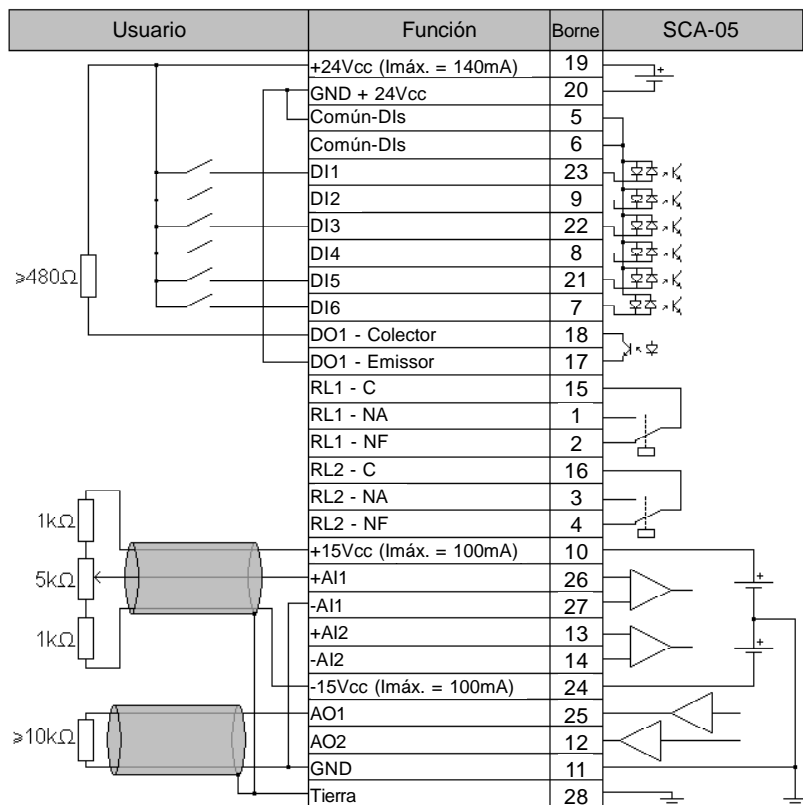 Usuario Función Borne SCA-05
+24Vcc (Imáx. = 140mA) 19
GND + 24Vcc 20
Común-DIs 5
Común-DIs 6
DI1 23
DI2 9
DI3 22
DI4 8
DI5 21
DI6 7
≥480Ω
DO1 - Colector 18
DO1 - Emissor 17
RL1 - C 15
RL1 - NA 1
RL1 - NF 2
RL2 - C 16
RL2 - NA 3
RL2 - NF 4
1kΩ
+15Vcc (Imáx. = 100mA) 10
5kΩ +AI1 26
-AI1 27
1kΩ +AI2 13
-AI2 14
-15Vcc (Imáx. = 100mA) 24
AO1 25
≥10kΩ AO2 12
GND 11
Tierra 28